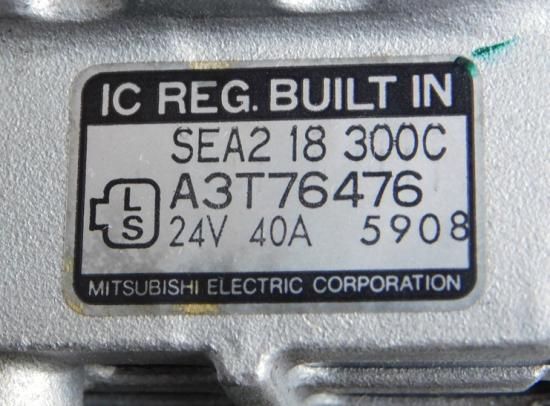 IC REG. BUILT IN
SEA2 18 300C
A3T76476
L
S
24V 40A 5908
MITSUBISHI ELECTRIC CORPORATION